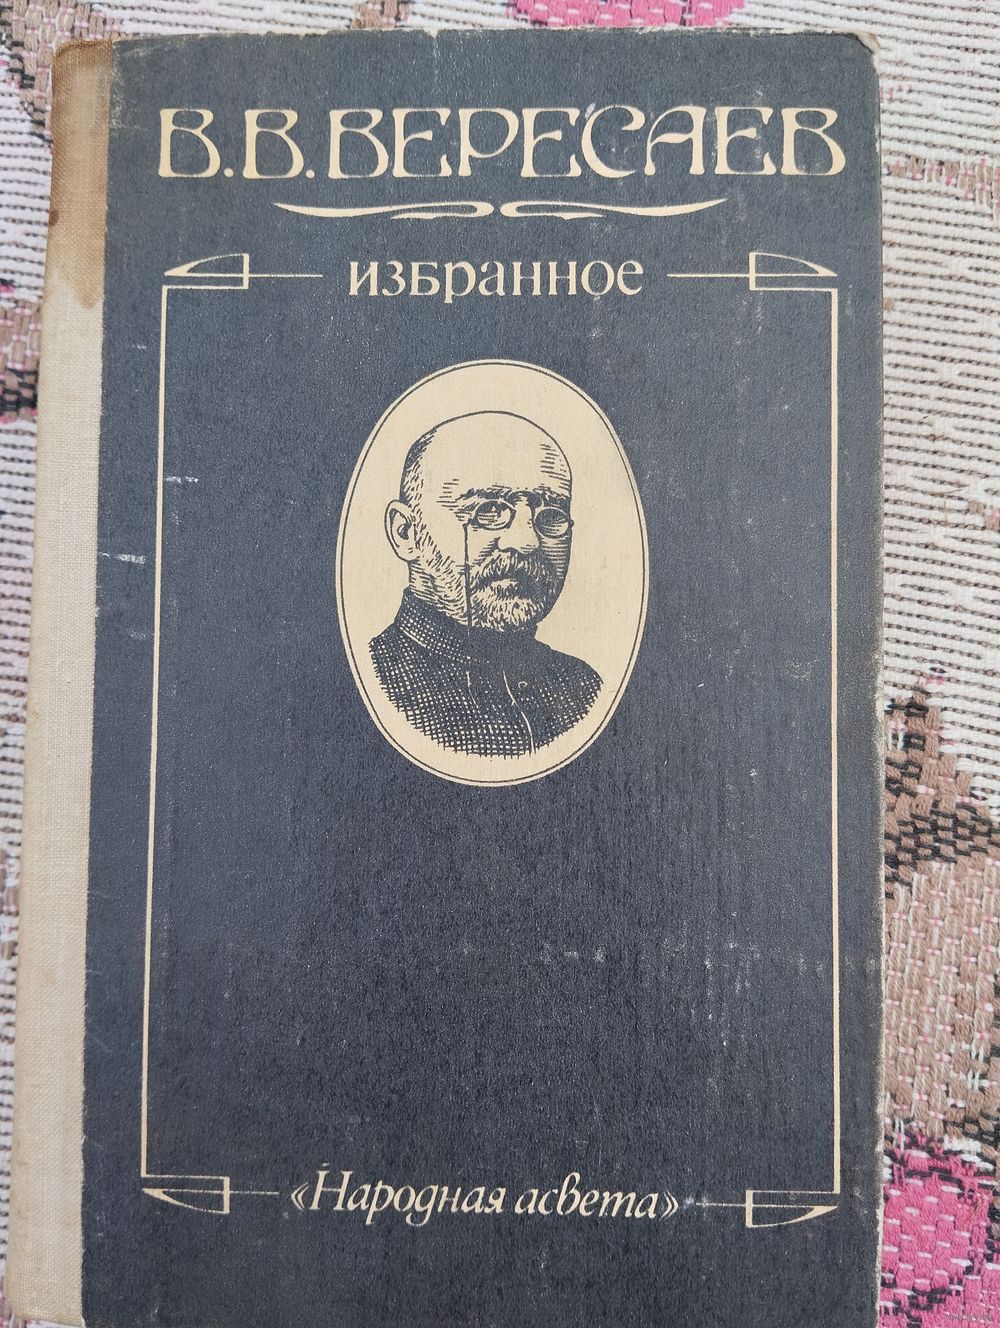 В.В.ВЕРЕСАЕВ
избранное
«Народная асвета»